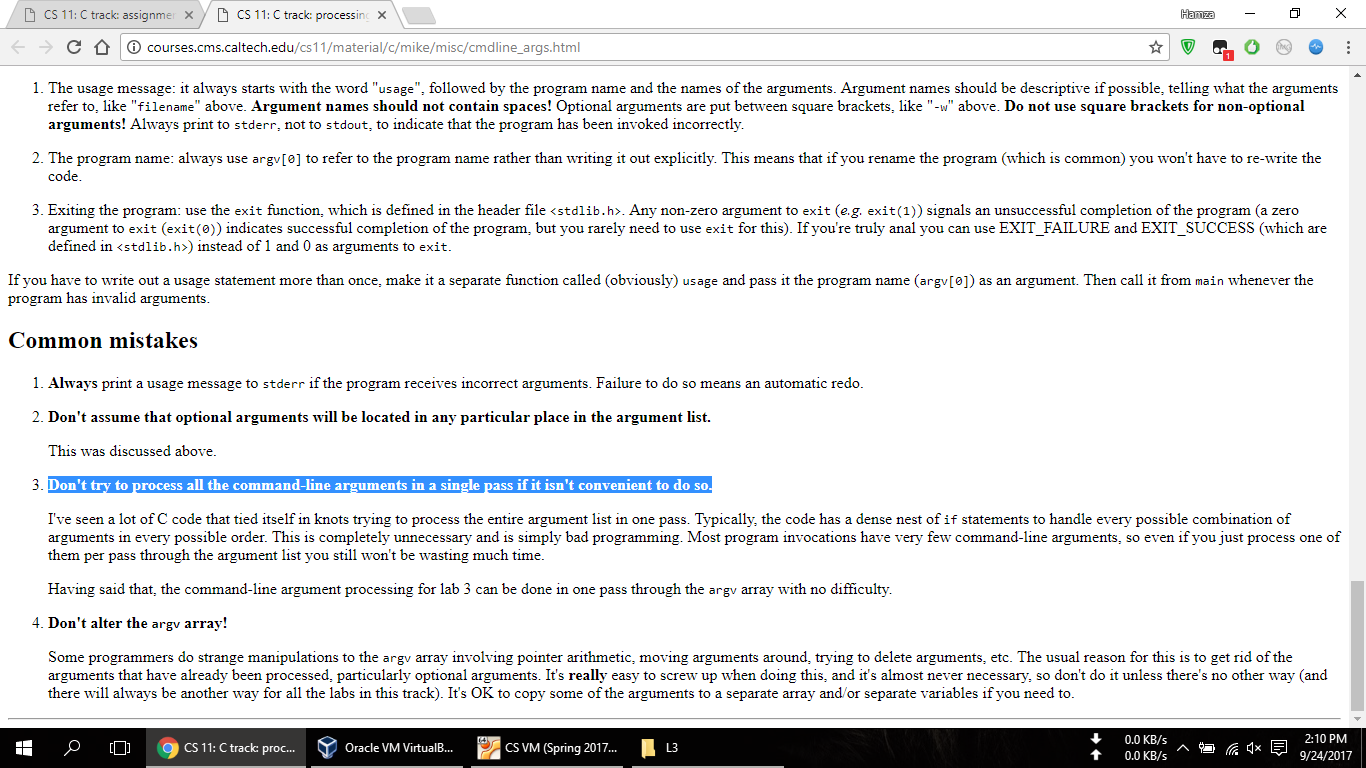 CS 11: C track: assignmen
CS 11: C track: processing
Hamza
courses.cms.caltech.edu/cs11/material/c/mike/misc/cmdline_args.html
1
1. The usage message: it always starts with the word "usage", followed by the program name and the names of the arguments. Argument names should be descriptive if possible, telling what the arguments
refer to, like "filename" above. Argument names should not contain spaces! Optional arguments are put between square brackets, like "-w" above. Do not use square brackets for non-optional
arguments! Always print to stderr, not to stdout, to indicate that the program has been invoked incorrectly.
2. The program name: always use argv[0] to refer to the program name rather than writing it out explicitly. This means that if you rename the program (which is common) you won't have to re-write the
code.
3. Exiting the program: use the exit function, which is defined in the header file <stdlib.h>. Any non-zero argument to exit (e.g. exit(1)) signals an unsuccessful completion of the program (a zero
argument to exit (exit(0)) indicates successful completion of the program, but you rarely need to use exit for this). If you're truly anal you can use EXIT_FAILURE and EXIT_SUCCESS (which are
defined in <stdlib.h>) instead of 1 and 0 as arguments to exit.
If you have to write out a usage statement more than once, make it a separate function called (obviously) usage and pass it the program name (argv[0]) as an argument. Then call it from main whenever the
program has invalid arguments.
Common mistakes
1. Always print a usage message to stderr if the program receives incorrect arguments. Failure to do so means an automatic redo.
2. Don't assume that optional arguments will be located in any particular place in the argument list.
This was discussed above.
3. Don't try to process all the command-line arguments in a single pass if it isn't convenient to do so.
I've seen a lot of C code that tied itself in knots trying to process the entire argument list in one pass. Typically, the code has a dense nest of if statements to handle every possible combination of
arguments in every possible order. This is completely unnecessary and is simply bad programming. Most program invocations have very few command-line arguments, so even if you just process one of
them per pass through the argument list you still won't be wasting much time.
Having said that, the command-line argument processing for lab 3 can be done in one pass through the argv array with no difficulty.
4. Don't alter the argv array!
Some programmers do strange manipulations to the argv array involving pointer arithmetic, moving arguments around, trying to delete arguments, etc. The usual reason for this is to get rid of the
arguments that have already been processed, particularly optional arguments. It's really easy to screw up when doing this, and it's almost never necessary, so don't do it unless there's no other way (and
there will always be another way for all the labs in this track). It's OK to copy some of the arguments to a separate array and/or separate variables if you need to.
CS 11: C track: proc...
Oracle VM VirtualB...
CS VM (Spring 2017...
L3
0.0 KB/s
0.0 KB/s
2:10 PM
9/24/2017